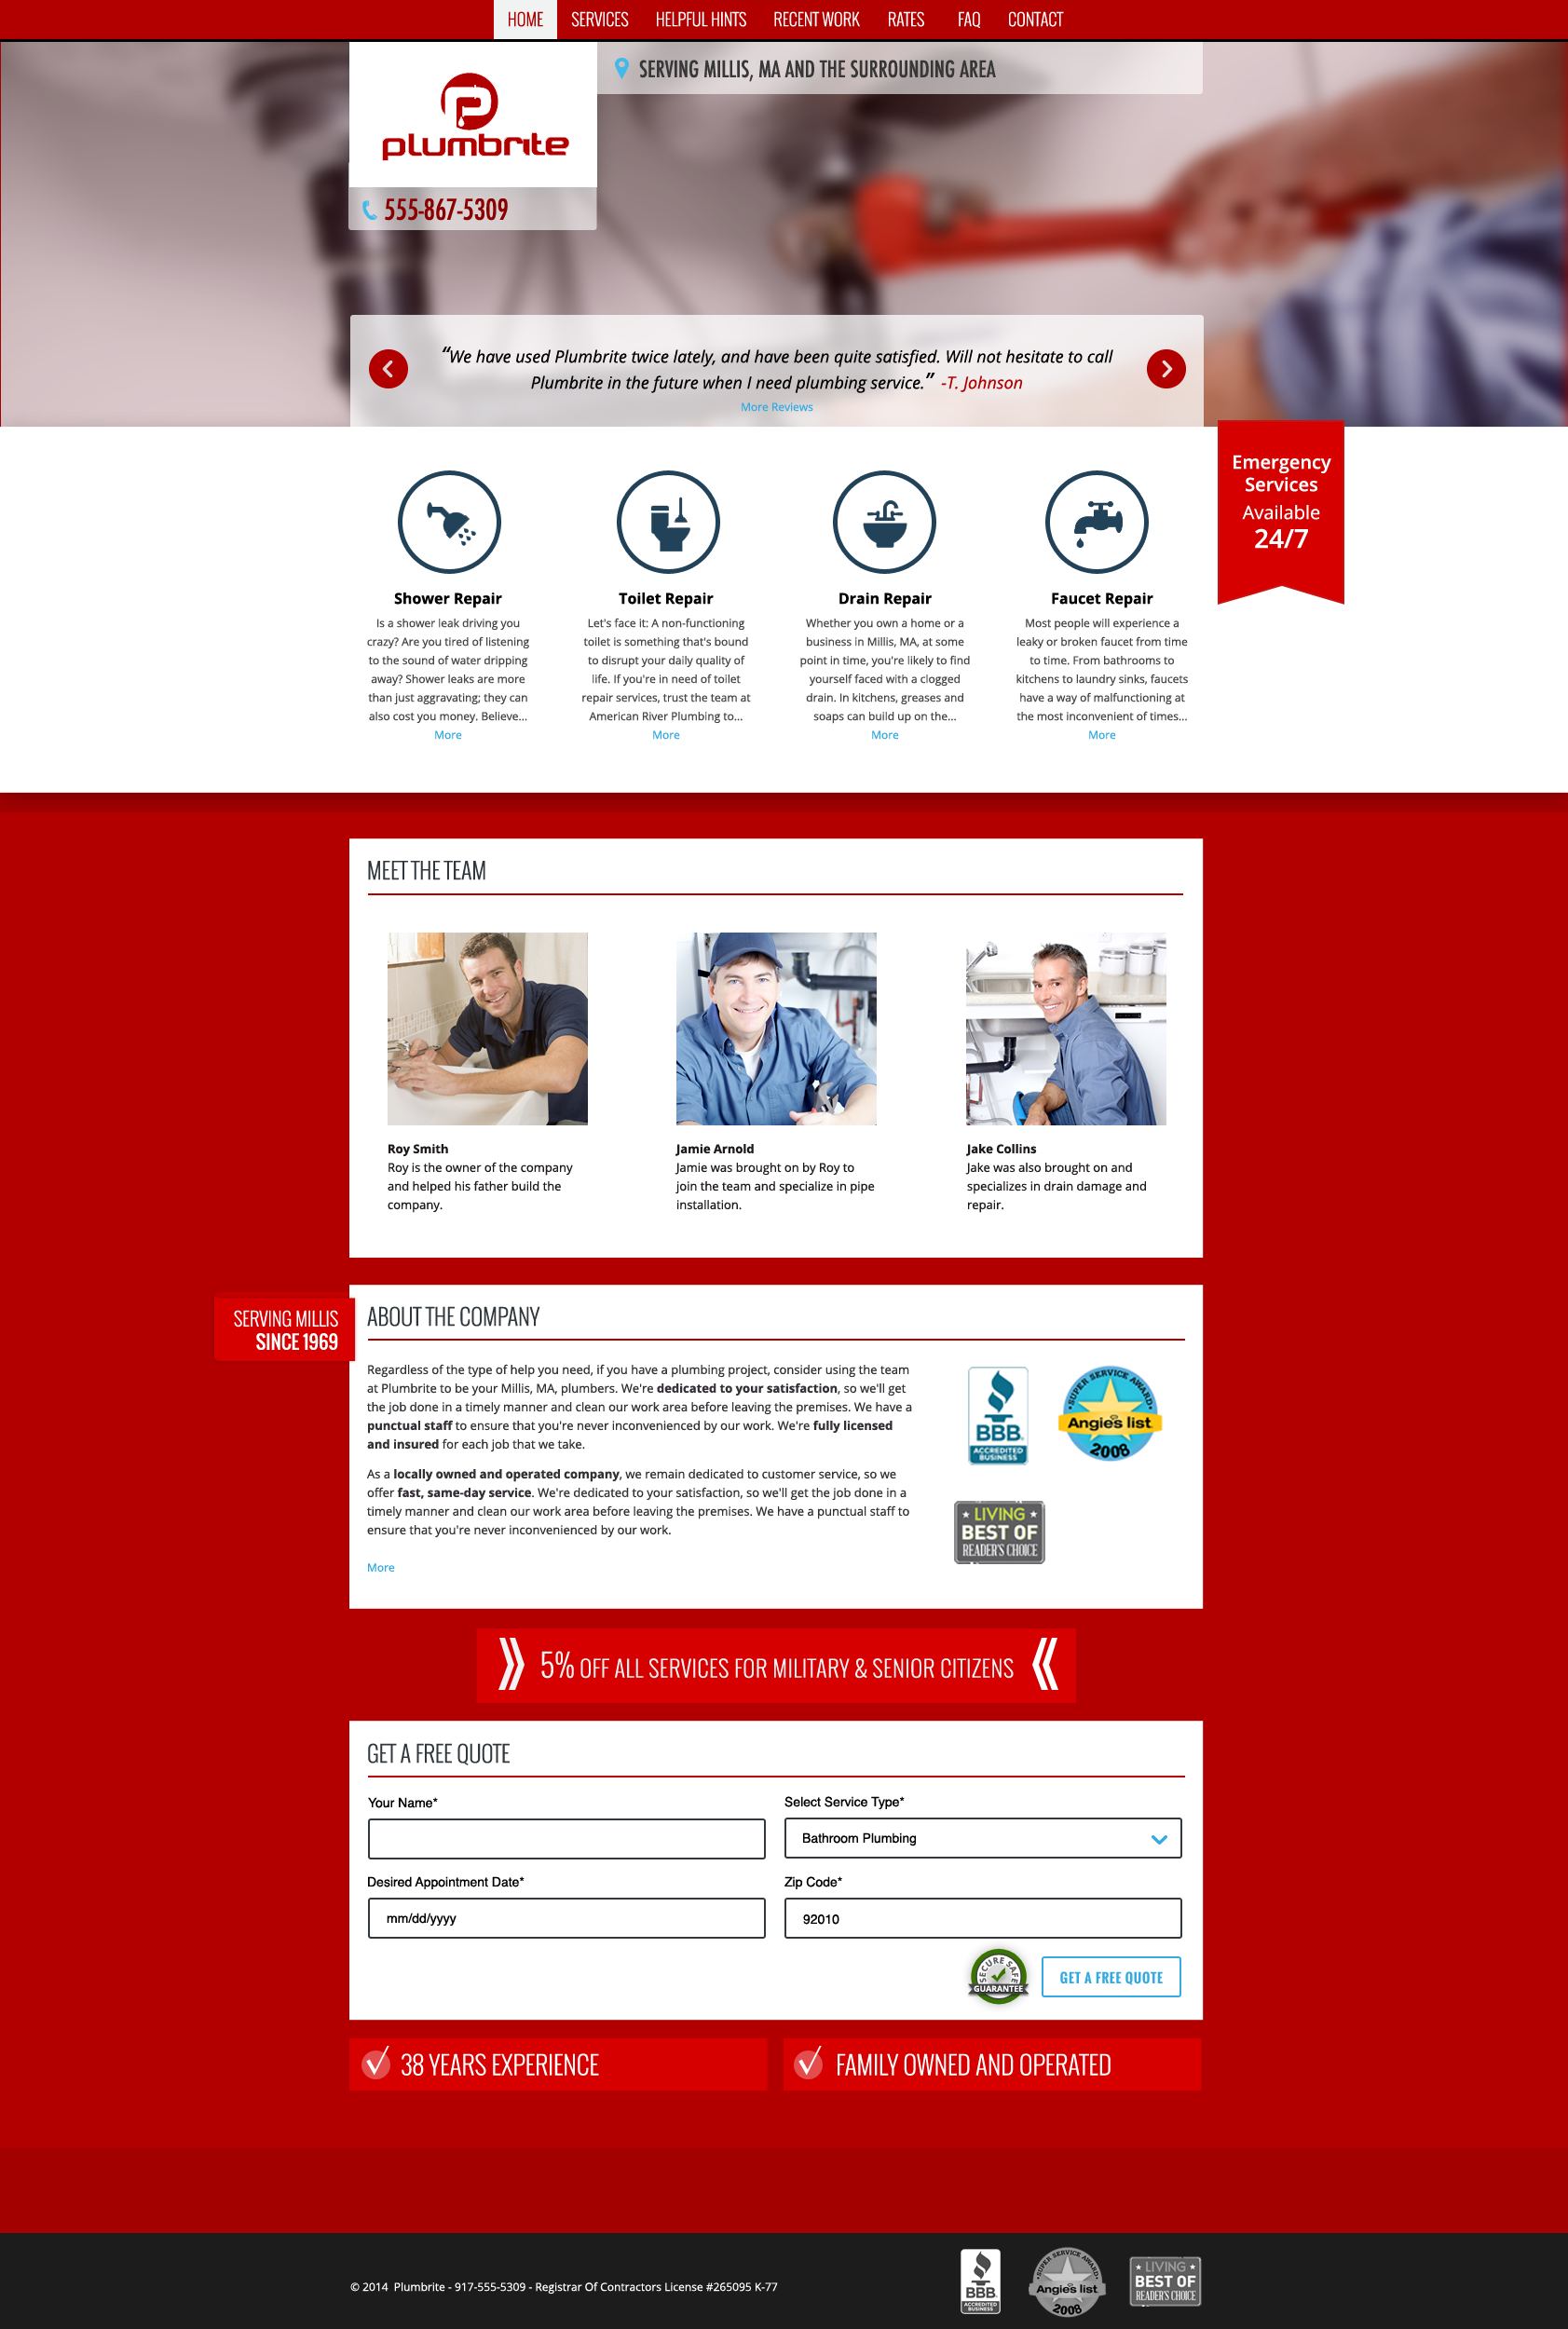 HOME SERVICES HELPFUL HINTS RECENT WORK RATES FAQ CONTACT
plumbrite
SERVING MILLIS, MA AND THE SURROUNDING AREA
555-867-5309
“We have used Plumbrite twice lately, and have been quite satisfied. Will not hesitate to call
Plumbrite in the future when I need plumbing service.” -T. Johnson
More Reviews
Emergency
Services
Available
24/7
Shower Repair
Is a shower leak driving you
crazy? Are you tired of listening
to the sound of water dripping
away? Shower leaks are more
than just aggravating; they can
also cost you money. Believe...
More
Toilet Repair
Let's face it: A non-functioning
toilet is something that's bound
to disrupt your daily quality of
life. If you're in need of toilet
repair services, trust the team at
American River Plumbing to...
More
Drain Repair
Whether you own a home or a
business in Millis, MA, at some
point in time, you're likely to find
yourself faced with a clogged
drain. In kitchens, greases and
soaps can build up on the...
More
Faucet Repair
Most people will experience a
leaky or broken faucet from time
to time. From bathrooms to
kitchens to laundry sinks, faucets
have a way of malfunctioning at
the most inconvenient of times...
More
MEET THE TEAM
Roy Smith
Roy is the owner of the company
and helped his father build the
company.
Jamie Arnold
Jamie was brought on by Roy to
join the team and specialize in pipe
installation.
Jake Collins
Jake was also brought on and
specializes in drain damage and
repair.
SERVING MILLIS
SINCE 1969
ABOUT THE COMPANY
Regardless of the type of help you need, if you have a plumbing project, consider using the team
at Plumbrite to be your Millis, MA, plumbers. We're dedicated to your satisfaction, so we'll get
the job done in a timely manner and clean our work area before leaving the premises. We have a
punctual staff to ensure that you're never inconvenienced by our work. We're fully licensed
and insured for each job that we take.
As a locally owned and operated company, we remain dedicated to customer service, so we
offer fast, same-day service. We're dedicated to your satisfaction, so we'll get the job done in a
timely manner and clean our work area before leaving the premises. We have a punctual staff to
ensure that you're never inconvenienced by our work.
More
BBB.
ACCREDITED
BUSINESS
SUPER SERVICE AWARD
Angie's list
2008
LIVING
BEST OF
READER'S CHOICE
5% OFF ALL SERVICES FOR MILITARY & SENIOR CITIZENS
GET A FREE QUOTE
Your Name*
Select Service Type*
Bathroom Plumbing
Desired Appointment Date*
mm/dd/yyyy
Zip Code*
92010
SECURE SAFE
GUARANTEE
GET A FREE QUOTE
38 YEARS EXPERIENCE
FAMILY OWNED AND OPERATED
© 2014 Plumbrite - 917-555-5309 - Registrar Of Contractors License #265095 K-77
BBB.
ACCREDITED
BUSINESS
SUPER SERVICE AWARD
Angie's list
2008
LIVING
BEST OF
READER'S CHOICE